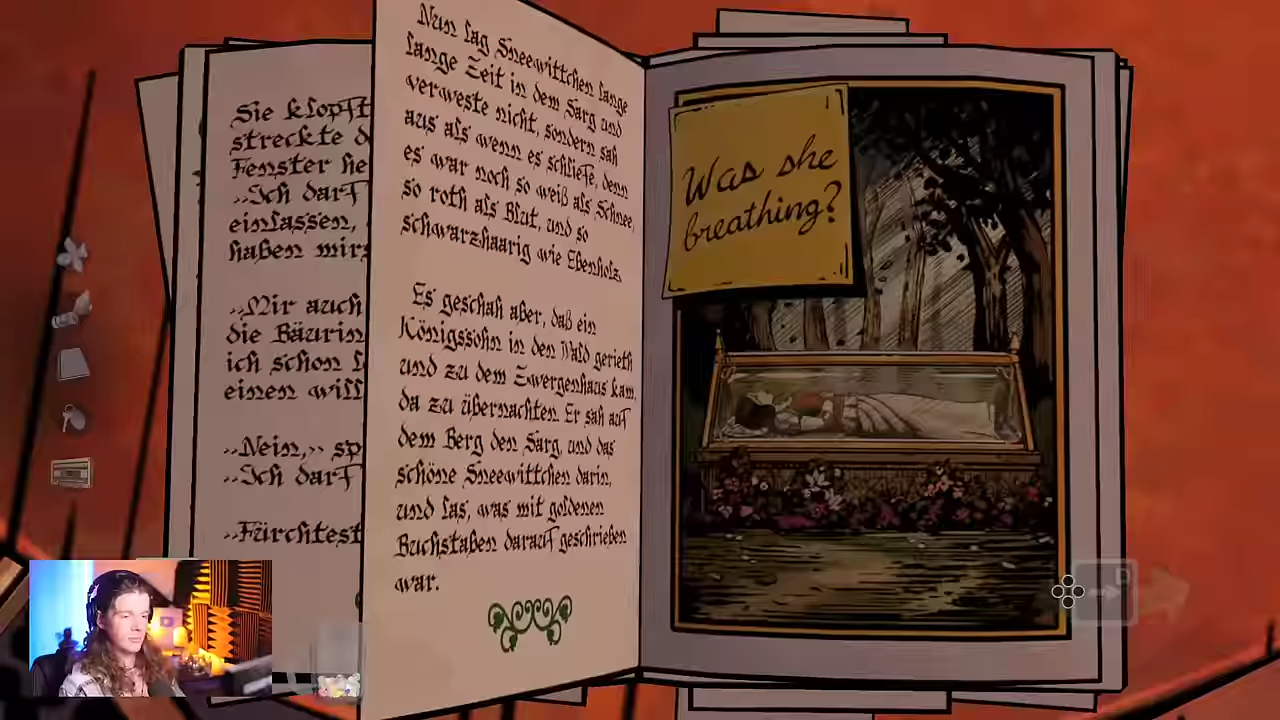 Sie klopft
streckte d
Fenster he
„Ich darf
einlassen,
haben mirs
„Mir auch
die Bäurin
ich schon l
einen will
„Nein,„ sp
„Ich darf
„Fürchtest
Nun lag Sneewittchen lange
lange Zeit in dem Sarg und
verweste nicht, sondern sah
aus als wenn es schliefe, denn
es war noch so weiß als Schnee,
so roth als Blut, und so
schwarzhaarig wie Ebenholz.
Es geschah aber, daß ein
Königssohn in den Wald gerieth
und zu dem Zwergenhaus kam,
da zu übernachten. Er sah auf
dem Berg den Sarg, und das
schöne Sneewittchen darin,
und las, was mit goldenen
Buchstaben darauf geschrieben
war.
Was she
breathing?